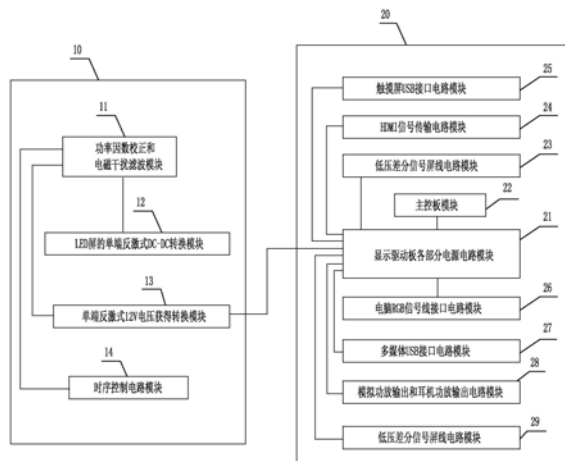 10
11
功率因数校正和
电磁干扰滤波模块
12
LED屏的单端反激式DC-DC转换模块
13
单端反激式12V电压获得转换模块
14
时序控制电路模块
20
触摸屏USB接口电路模块
25
HDMI信号传输电路模块
24
低压差分信号屏线电路模块
23
主控板模块
22
显示驱动板各部分电源电路模块
21
电脑RGB信号线接口电路模块
26
多媒体USB接口电路模块
27
模拟功放输出和耳机功放输出电路模块
28
低压差分信号屏线电路模块
29